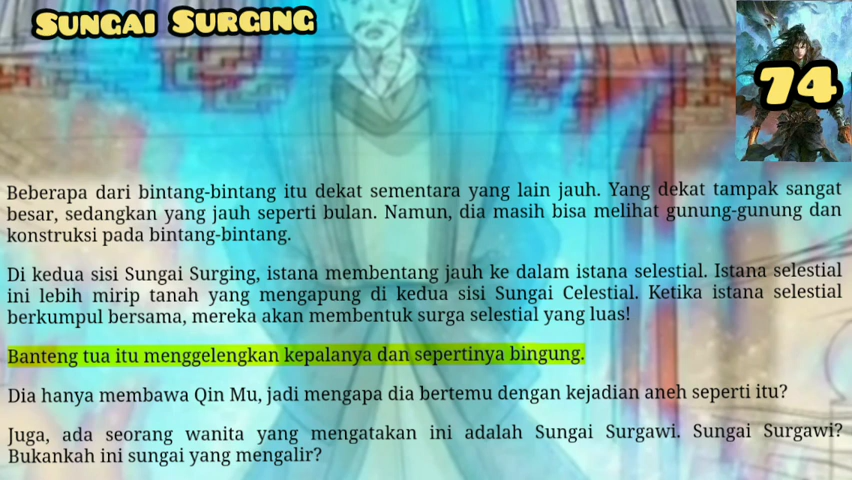 Sungai Surging
74
Beberapa dari bintang-bintang itu dekat sementara yang lain jauh. Yang dekat tampak sangat
besar, sedangkan yang jauh seperti bulan. Namun, dia masih bisa melihat gunung-gunung dan
konstruksi pada bintang-bintang.
Di kedua sisi Sungai Surging, istana membentang jauh ke dalam istana selestial. Istana selestial
ini lebih mirip tanah yang mengapung di kedua sisi Sungai Celestial. Ketika istana selestial
berkumpul bersama, mereka akan membentuk surga selestial yang luas!
Banteng tua itu menggelengkan kepalanya dan sepertinya bingung.
Dia hanya membawa Qin Mu, jadi mengapa dia bertemu dengan kejadian aneh seperti itu?
Juga, ada seorang wanita yang mengatakan ini adalah Sungai Surgawi. Sungai Surgawi?
Bukankah ini sungai yang mengalir?